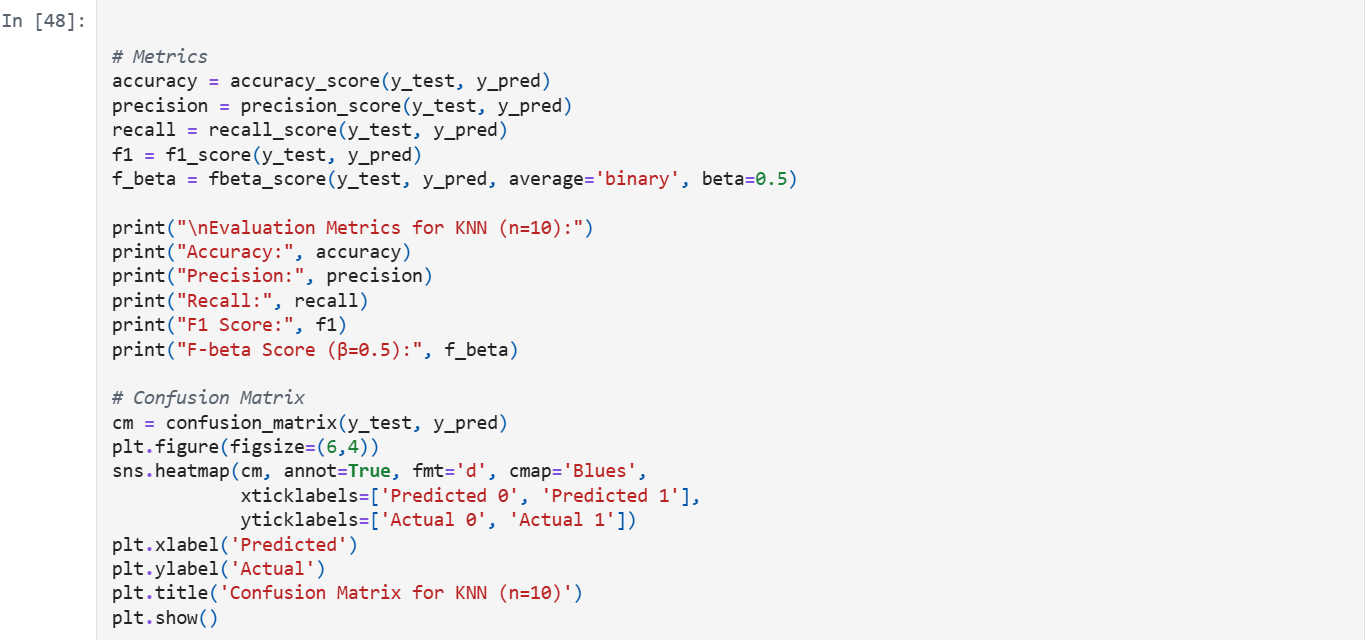 In [48]:
# Metrics
accuracy = accuracy_score(y_test, y_pred)
precision = precision_score(y_test, y_pred)
recall = recall_score(y_test, y_pred)
f1 = f1_score(y_test, y_pred)
f_beta = fbeta_score(y_test, y_pred, average='binary', beta=0.5)

print("\nEvaluation Metrics for KNN (n=10):")
print("Accuracy:", accuracy)
print("Precision:", precision)
print("Recall:", recall)
print("F1 Score:", f1)
print("F-beta Score (β=0.5):", f_beta)

# Confusion Matrix
cm = confusion_matrix(y_test, y_pred)
plt.figure(figsize=(6,4))
sns.heatmap(cm, annot=True, fmt='d', cmap='Blues',
            xticklabels=['Predicted 0', 'Predicted 1'],
            yticklabels=['Actual 0', 'Actual 1'])
plt.xlabel('Predicted')
plt.ylabel('Actual')
plt.title('Confusion Matrix for KNN (n=10)')
plt.show()